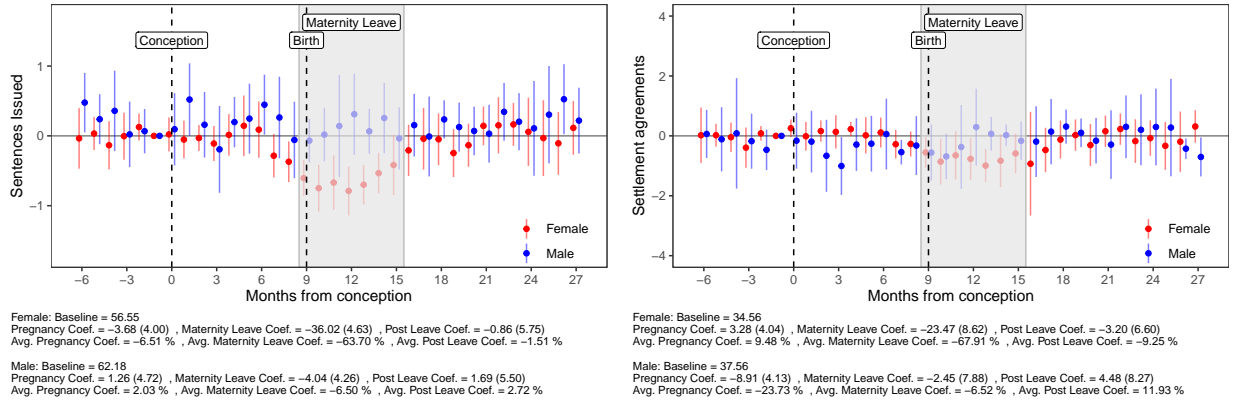 Maternity Leave
Conception
Birth
Sentences Issued
1
0
−1
Female
Male
−6 −3 0 3 6 9 12 15 18 21 24 27
Months from conception
Female: Baseline = 56.55
Pregnancy Coef. = −3.68 (4.00) , Maternity Leave Coef. = −36.02 (4.63) , Post Leave Coef. = −0.86 (5.75)
Avg. Pregnancy Coef. = −6.51 % , Avg. Maternity Leave Coef. = −63.70 % , Avg. Post Leave Coef. = −1.51 %
Male: Baseline = 62.18
Pregnancy Coef. = 1.26 (4.72) , Maternity Leave Coef. = −4.04 (4.26) , Post Leave Coef. = 1.69 (5.50)
Avg. Pregnancy Coef. = 2.03 % , Avg. Maternity Leave Coef. = −6.50 % , Avg. Post Leave Coef. = 2.72 %
Maternity Leave
Conception
Birth
Settlement agreements
4
2
0
−2
−4
Female
Male
−6 −3 0 3 6 9 12 15 18 21 24 27
Months from conception
Female: Baseline = 34.56
Pregnancy Coef. = 3.28 (4.04) , Maternity Leave Coef. = −23.47 (8.62) , Post Leave Coef. = −3.20 (6.60)
Avg. Pregnancy Coef. = 9.48 % , Avg. Maternity Leave Coef. = −67.91 % , Avg. Post Leave Coef. = −9.25 %
Male: Baseline = 37.56
Pregnancy Coef. = −8.91 (4.13) , Maternity Leave Coef. = −2.45 (7.88) , Post Leave Coef. = 4.48 (8.27)
Avg. Pregnancy Coef. = −23.73 % , Avg. Maternity Leave Coef. = −6.52 % , Avg. Post Leave Coef. = 11.93 %